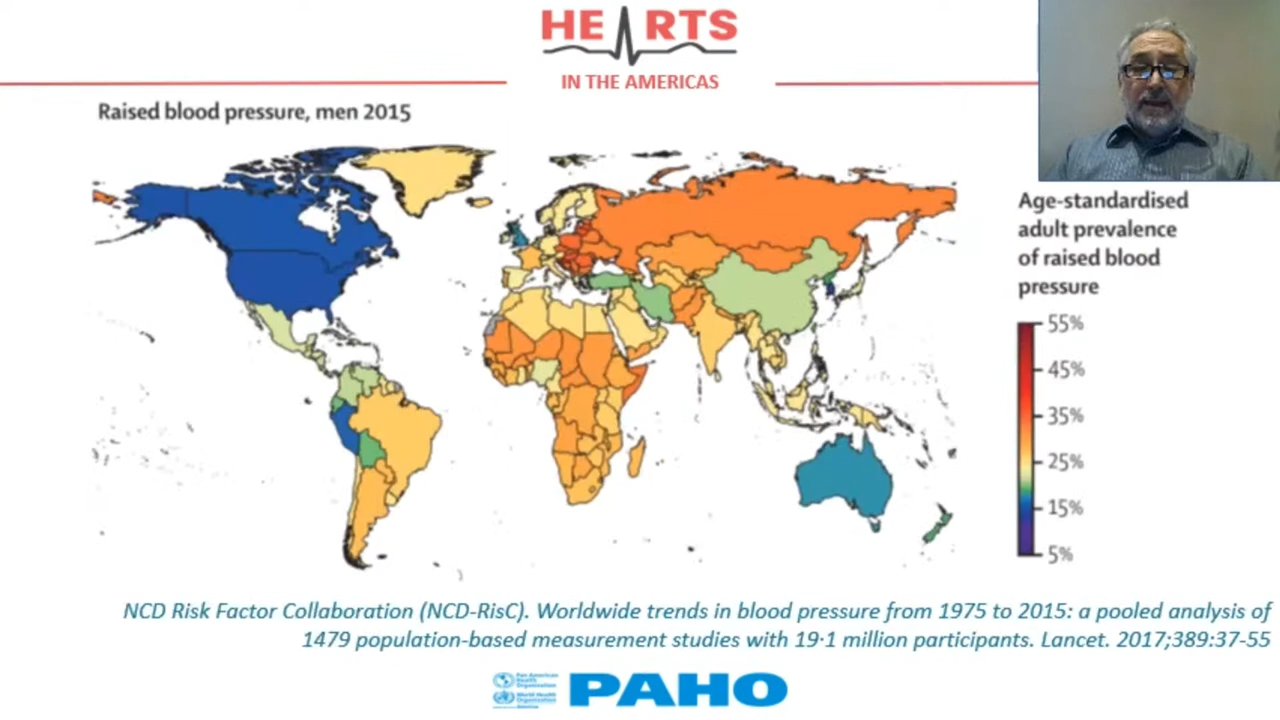 HEARTS
IN THE AMERICAS
Raised blood pressure, men 2015
Age-standardised
adult prevalence
of raised blood
pressure
55%
45%
35%
25%
15%
5%
NCD Risk Factor Collaboration (NCD-RisC). Worldwide trends in blood pressure from 1975 to 2015: a pooled analysis of
1479 population-based measurement studies with 19·1 million participants. Lancet. 2017;389:37-55
Pan American
Health
Organization
World Health
Organization
PAHO